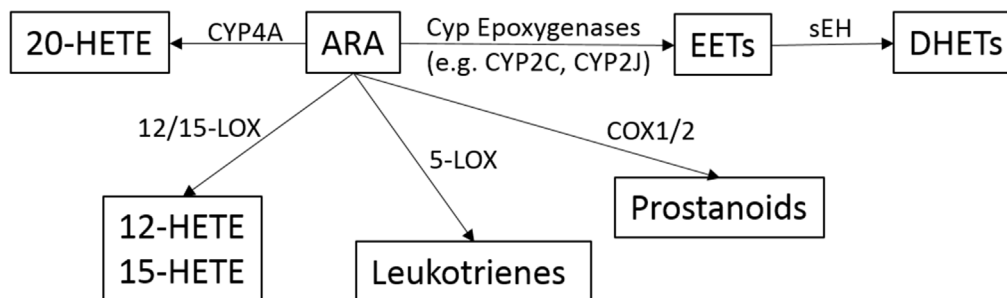 20-HETE
CYP4A
ARA
Cyp Epoxygenases
(e.g. CYP2C, CYP2J)
EETs
sEH
DHETs
12/15-LOX
5-LOX
COX1/2
12-HETE
15-HETE
Leukotrienes
Prostanoids